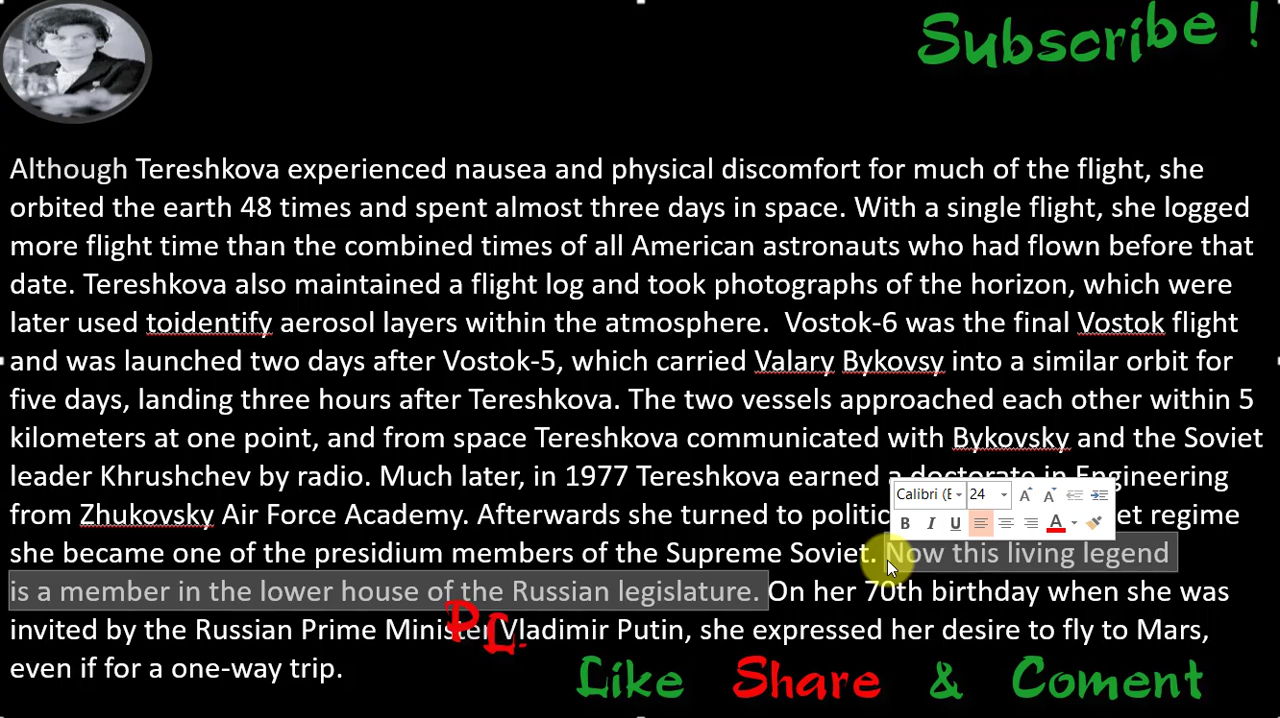 Subscribe !
Although Tereshkova experienced nausea and physical discomfort for much of the flight, she
orbited the earth 48 times and spent almost three days in space. With a single flight, she logged
more flight time than the combined times of all American astronauts who had flown before that
date. Tereshkova also maintained a flight log and took photographs of the horizon, which were
later used toidentify aerosol layers within the atmosphere.  Vostok-6 was the final Vostok flight
and was launched two days after Vostok-5, which carried Valary Bykovsy into a similar orbit for
five days, landing three hours after Tereshkova. The two vessels approached each other within 5
kilometers at one point, and from space Tereshkova communicated with Bykovsky and the Soviet
leader Khrushchev by radio. Much later, in 1977 Tereshkova earned a doctorate in Engineering
Calibri (E 24
from Zhukovsky Air Force Academy. Afterwards she turned to politic et regime
B I U A
she became one of the presidium members of the Supreme Soviet. Now this living legend
is a member in the lower house of the Russian legislature. On her 70th birthday when she was
invited by the Russian Prime Minister Vladimir Putin, she expressed her desire to fly to Mars,
even if for a one-way trip.
Like Share & Coment